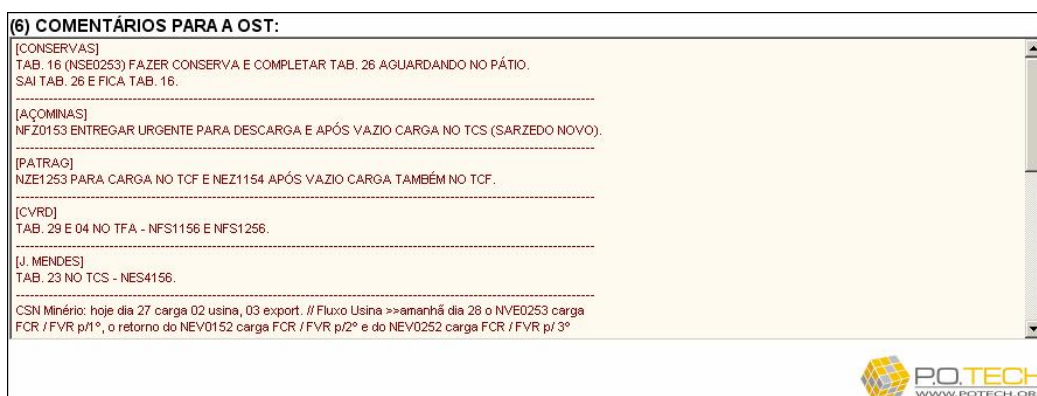 (6) COMENTÁRIOS PARA A OST:
[CONSERVAS]
TAB. 16 (NSE0253) FAZER CONSERVA E COMPLETAR TAB. 26 AGUARDANDO NO PÁTIO.
SAI TAB. 26 E FICA TAB. 16.
[AÇOMINAS]
NFZ0153 ENTREGAR URGENTE PARA DESCARGA E APÓS VAZIO CARGA NO TCS (SARZEDO NOVO).
[PATRAG]
NZE1253 PARA CARGA NO TCF E NEZ1154 APÓS VAZIO CARGA TAMBÉM NO TCF.
[CVRD]
TAB. 29 E 04 NO TFA - NFS1156 E NFS1256.
[J. MENDES]
TAB. 23 NO TCS - NES4156.
CSN Minério: hoje dia 27 carga 02 usina, 03 export. // Fluxo Usina >>amanhã dia 28 o NVE0253 carga
FCR / FVR p/1º, o retorno do NEV0152 carga FCR / FVR p/2º e do NEV0252 carga FCR / FVR p/ 3º
P.O.TECH
WWW.POTECH.OR